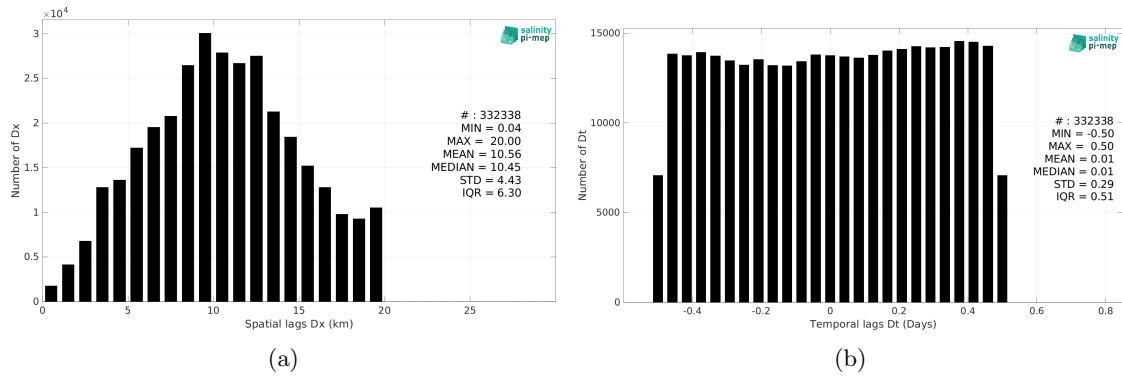 ×10⁴
3
2.5
2
1.5
1
0.5
0
Number of Dx
0 5 10 15 20 25
Spatial lags Dx (km)
salinity
pi-mep
# : 332338
MIN = 0.04
MAX = 20.00
MEAN = 10.56
MEDIAN = 10.45
STD = 4.43
IQR = 6.30
(a)
15000
10000
5000
0
Number of Dt
-0.4 -0.2 0 0.2 0.4 0.6 0.8
Temporal lags Dt (Days)
salinity
pi-mep
# : 332338
MIN = -0.50
MAX = 0.50
MEAN = 0.01
MEDIAN = 0.01
STD = 0.29
IQR = 0.51
(b)